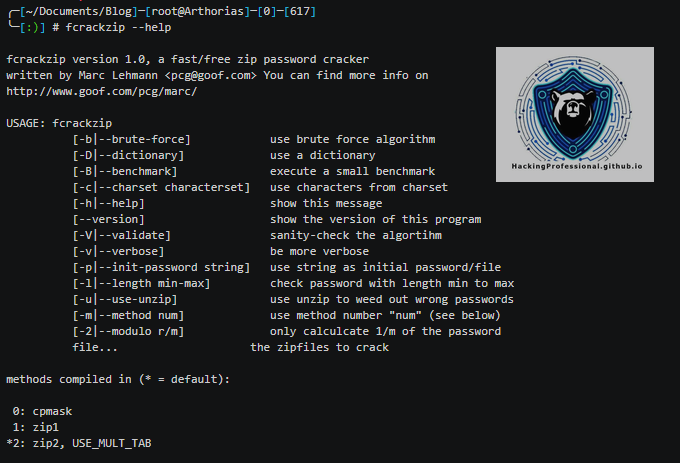 ┌─[~/Documents/Blog]─[root@Arthorias]─[0]─[617]
└─[:)] # fcrackzip --help
fcrackzip version 1.0, a fast/free zip password cracker
written by Marc Lehmann <pcg@goof.com> You can find more info on
http://www.goof.com/pcg/marc/
USAGE: fcrackzip
[-b|--brute-force] use brute force algorithm
[-D|--dictionary] use a dictionary
[-B|--benchmark] execute a small benchmark
[-c|--charset characterset] use characters from charset
[-h|--help] show this message
[--version] show the version of this program
[-V|--validate] sanity-check the algortihm
[-v|--verbose] be more verbose
[-p|--init-password string] use string as initial password/file
[-l|--length min-max] check password with length min to max
[-u|--use-unzip] use unzip to weed out wrong passwords
[-m|--method num] use method number "num" (see below)
[-2|--modulo r/m] only calculcate 1/m of the password
file... the zipfiles to crack
methods compiled in (* = default):
0: cpmask
1: zip1
*2: zip2, USE_MULT_TAB
HackingProfessional.github.io